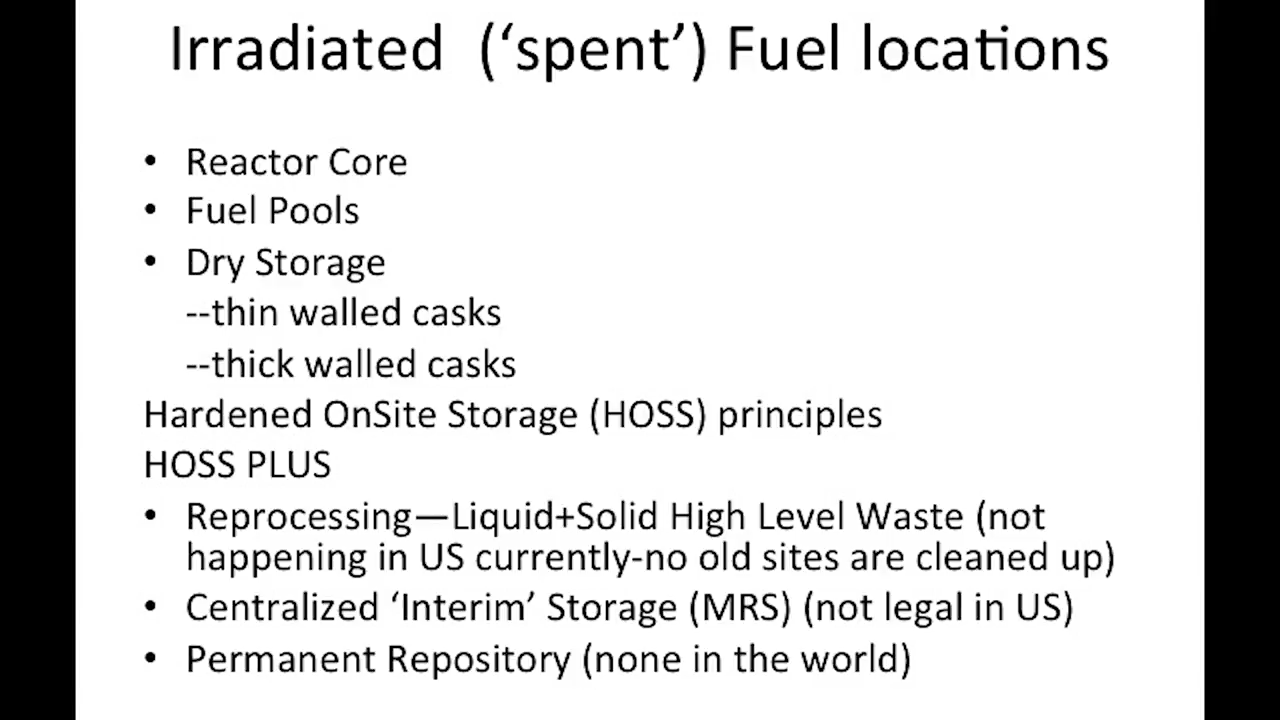 Irradiated (‘spent’) Fuel locations
• Reactor Core
• Fuel Pools
• Dry Storage
--thin walled casks
--thick walled casks
Hardened OnSite Storage (HOSS) principles
HOSS PLUS
• Reprocessing—Liquid+Solid High Level Waste (not
happening in US currently-no old sites are cleaned up)
• Centralized ‘Interim’ Storage (MRS) (not legal in US)
• Permanent Repository (none in the world)